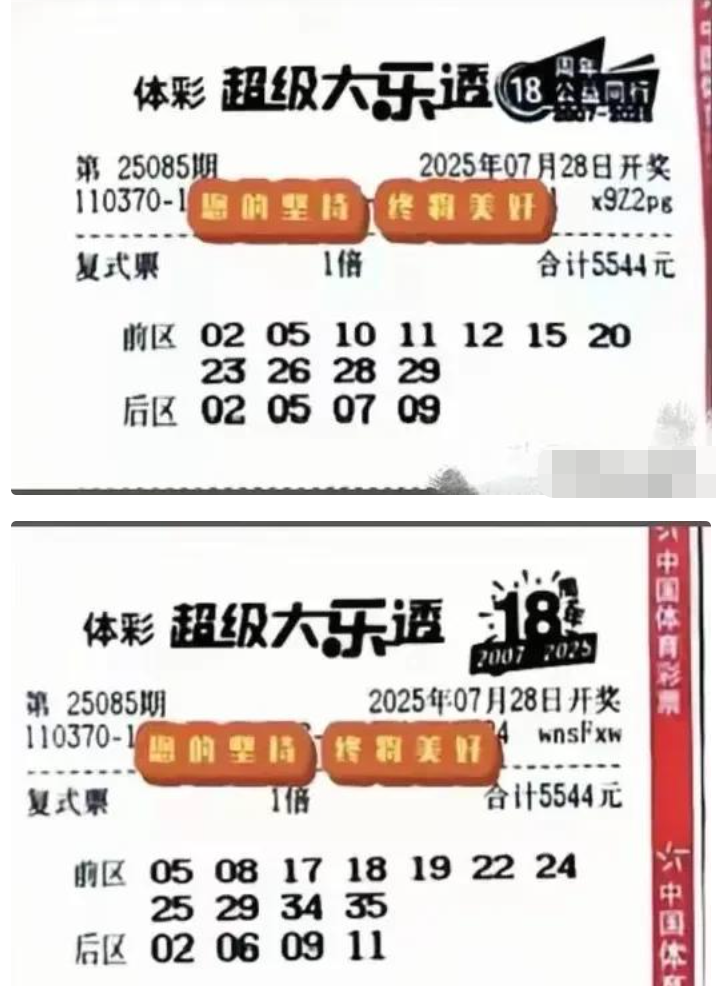 体彩 超级大乐透 18 周年
公益同行
2007-2025
第 25085期 2025年07月28日开奖
110370-1 您的坚持 终将美好 x9Z2pg
复式票 1倍 合计5544元
前区 02 05 10 11 12 15 20
23 26 28 29
后区 02 05 07 09
体彩 超级大乐透 18 周年
2007 2025
第 25085期 2025年07月28日开奖
110370-1 您的坚持 终将美好 4 wnsFxw
复式票 1倍 合计5544元
前区 05 08 17 18 19 22 24
25 29 34 35
后区 02 06 09 11
中国体育彩票
中国体